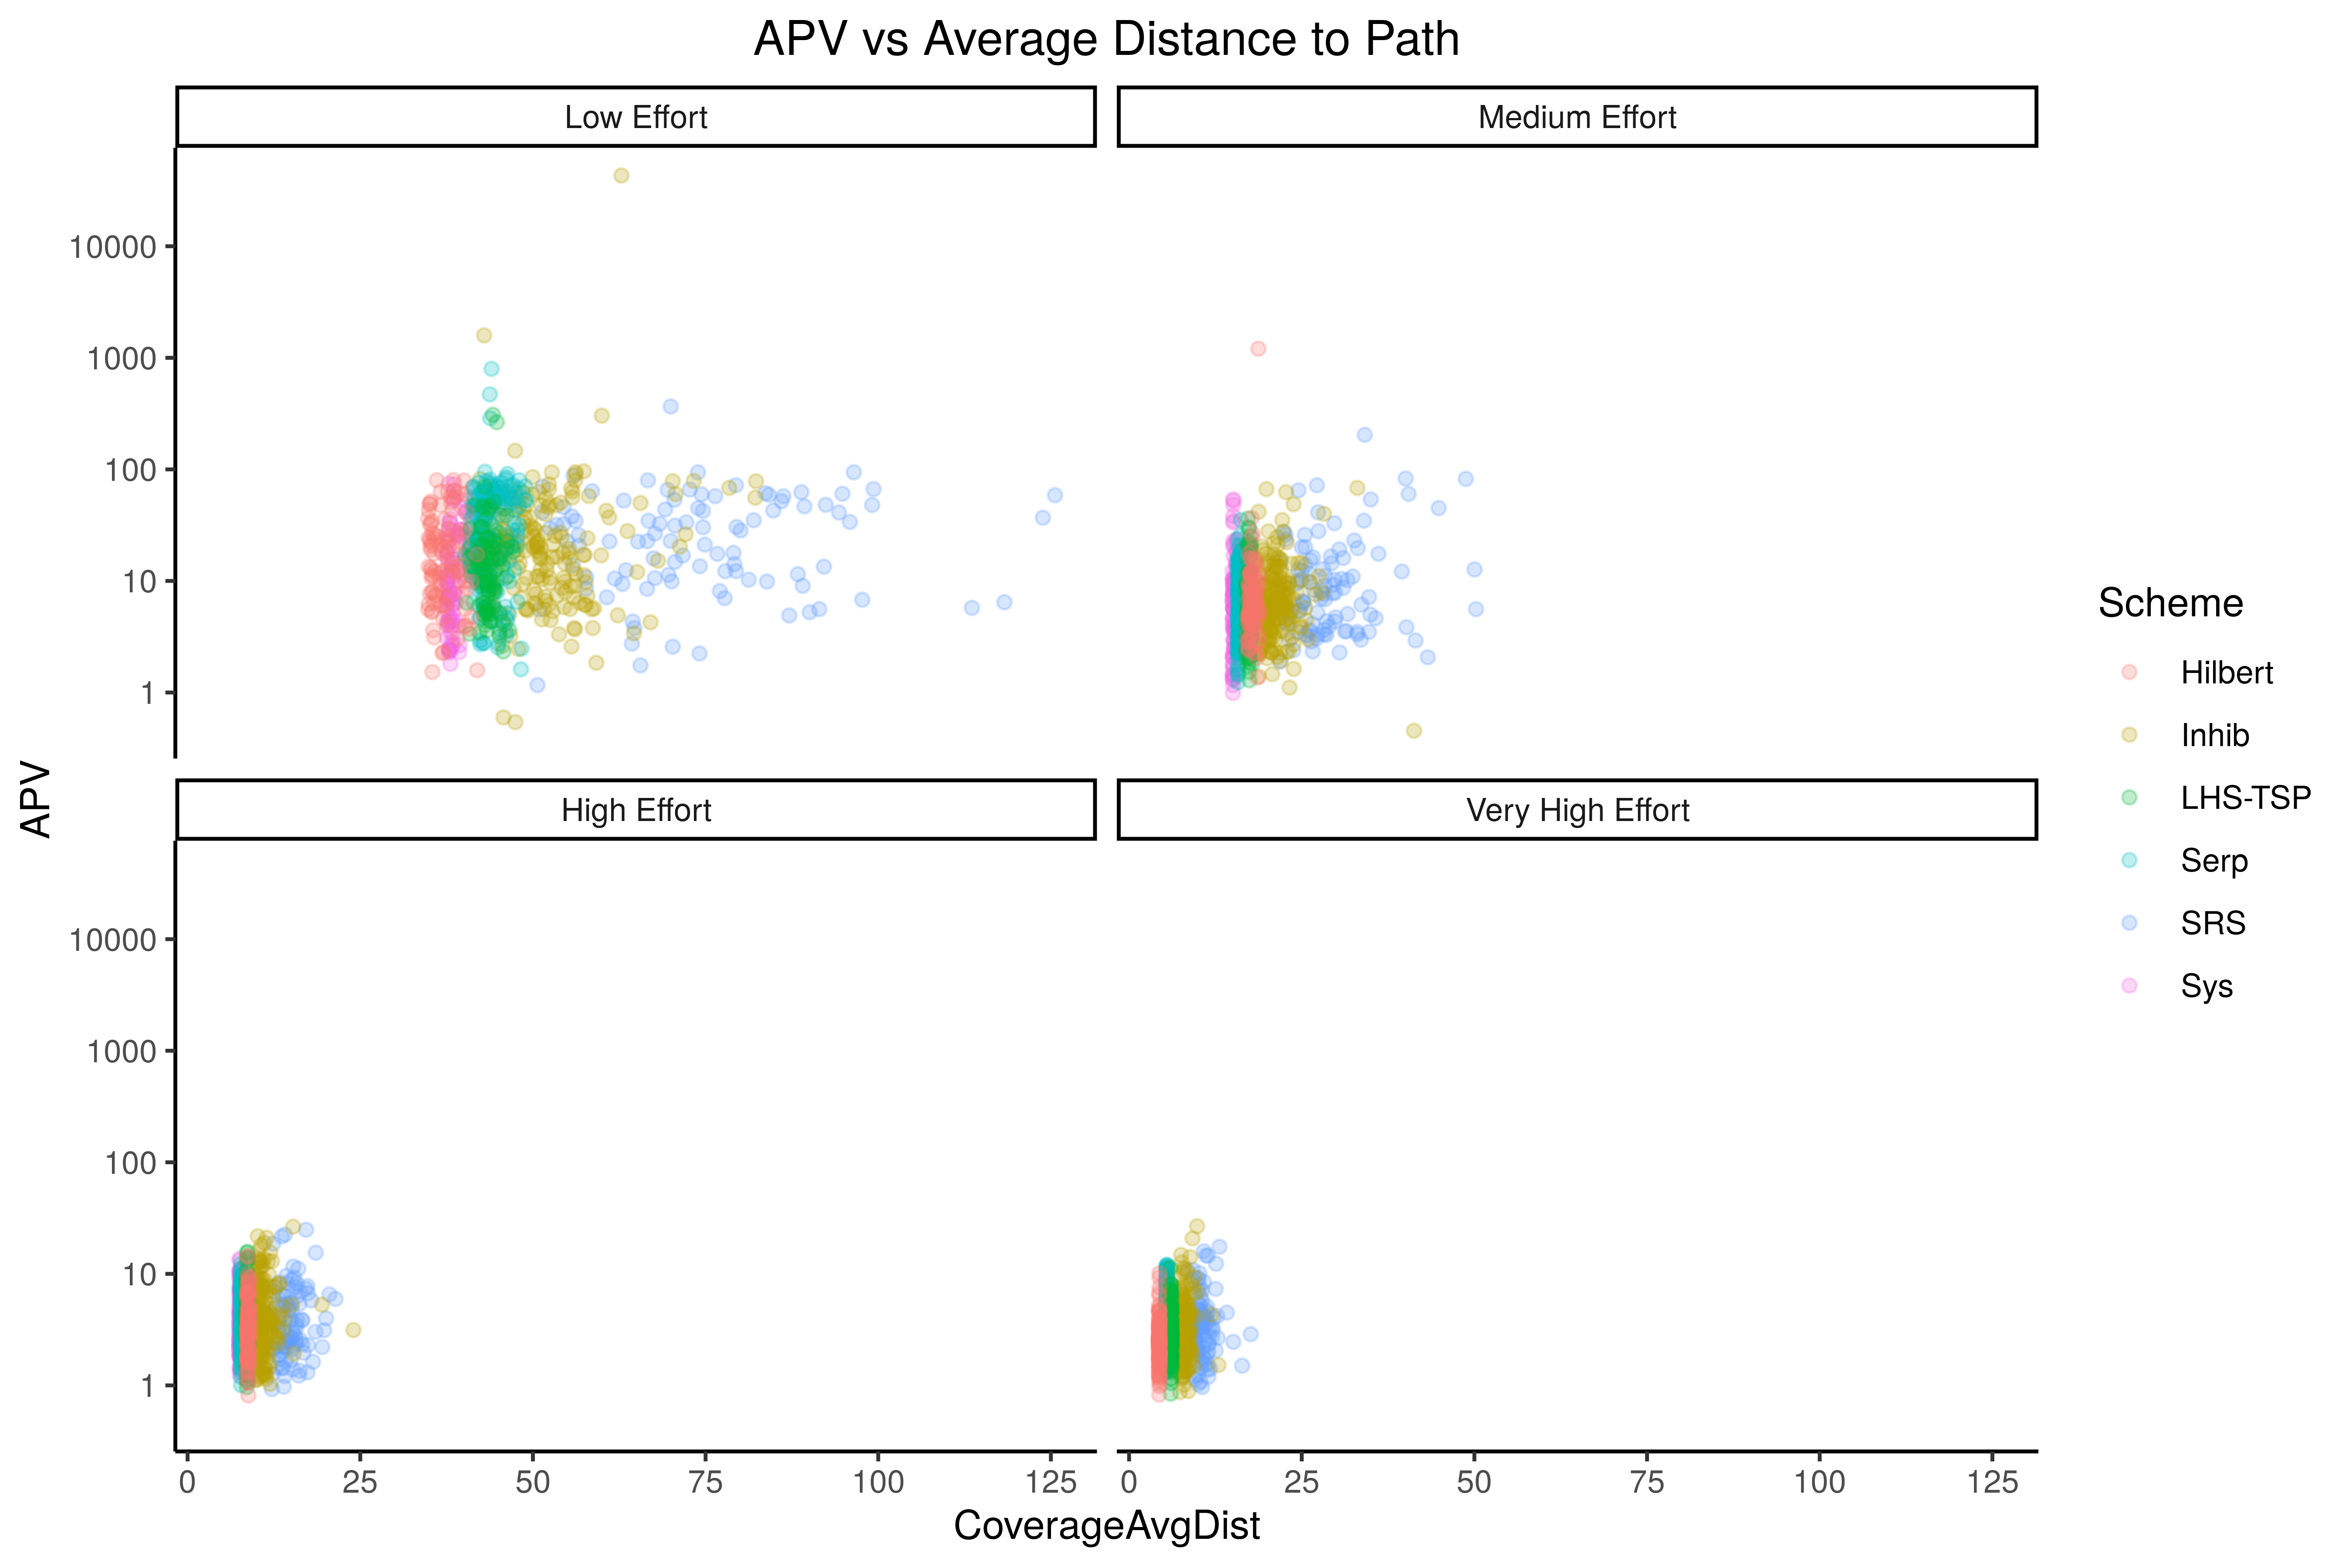 APV vs Average Distance to Path
Low Effort
Medium Effort
10000
1000
100
10
1
High Effort
Very High Effort
10000
1000
100
10
1
0 25 50 75 100 125
0 25 50 75 100 125
CoverageAvgDist
APV
Scheme
Hilbert
Inhib
LHS-TSP
Serp
SRS
Sys